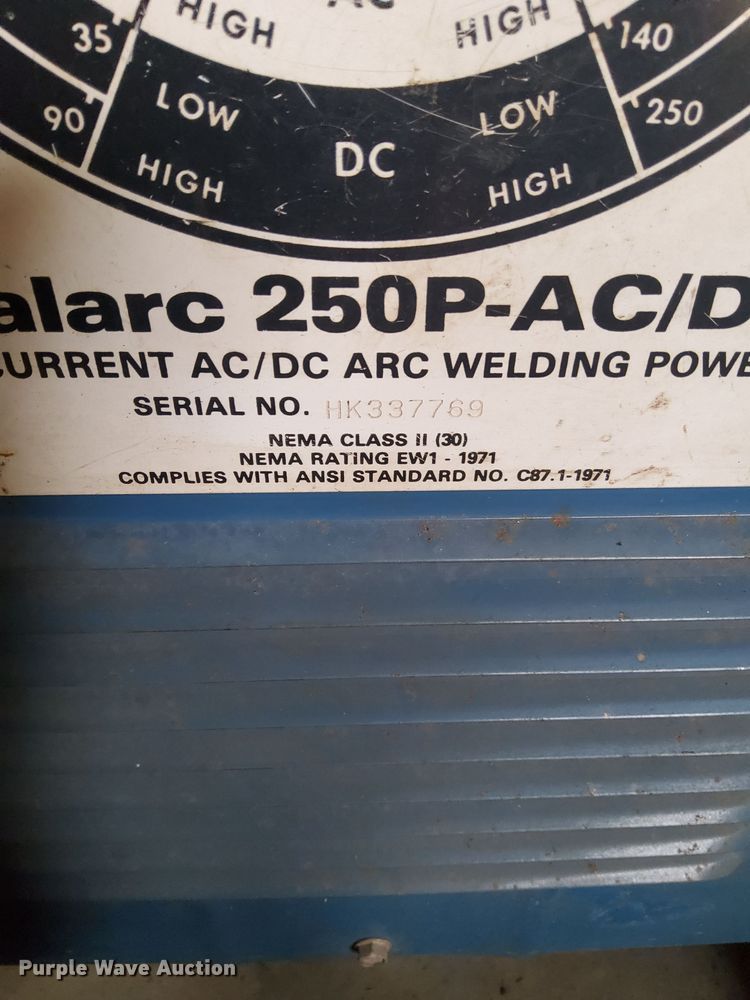 HIGH HIGH
35 140
LOW LOW
90 DC 250
HIGH HIGH
alarc 250P-AC/D
CURRENT AC/DC ARC WELDING POWE
SERIAL NO. HK337769
NEMA CLASS II (30)
NEMA RATING EW1 - 1971
COMPLIES WITH ANSI STANDARD NO. C87.1-1971
Purple Wave Auction